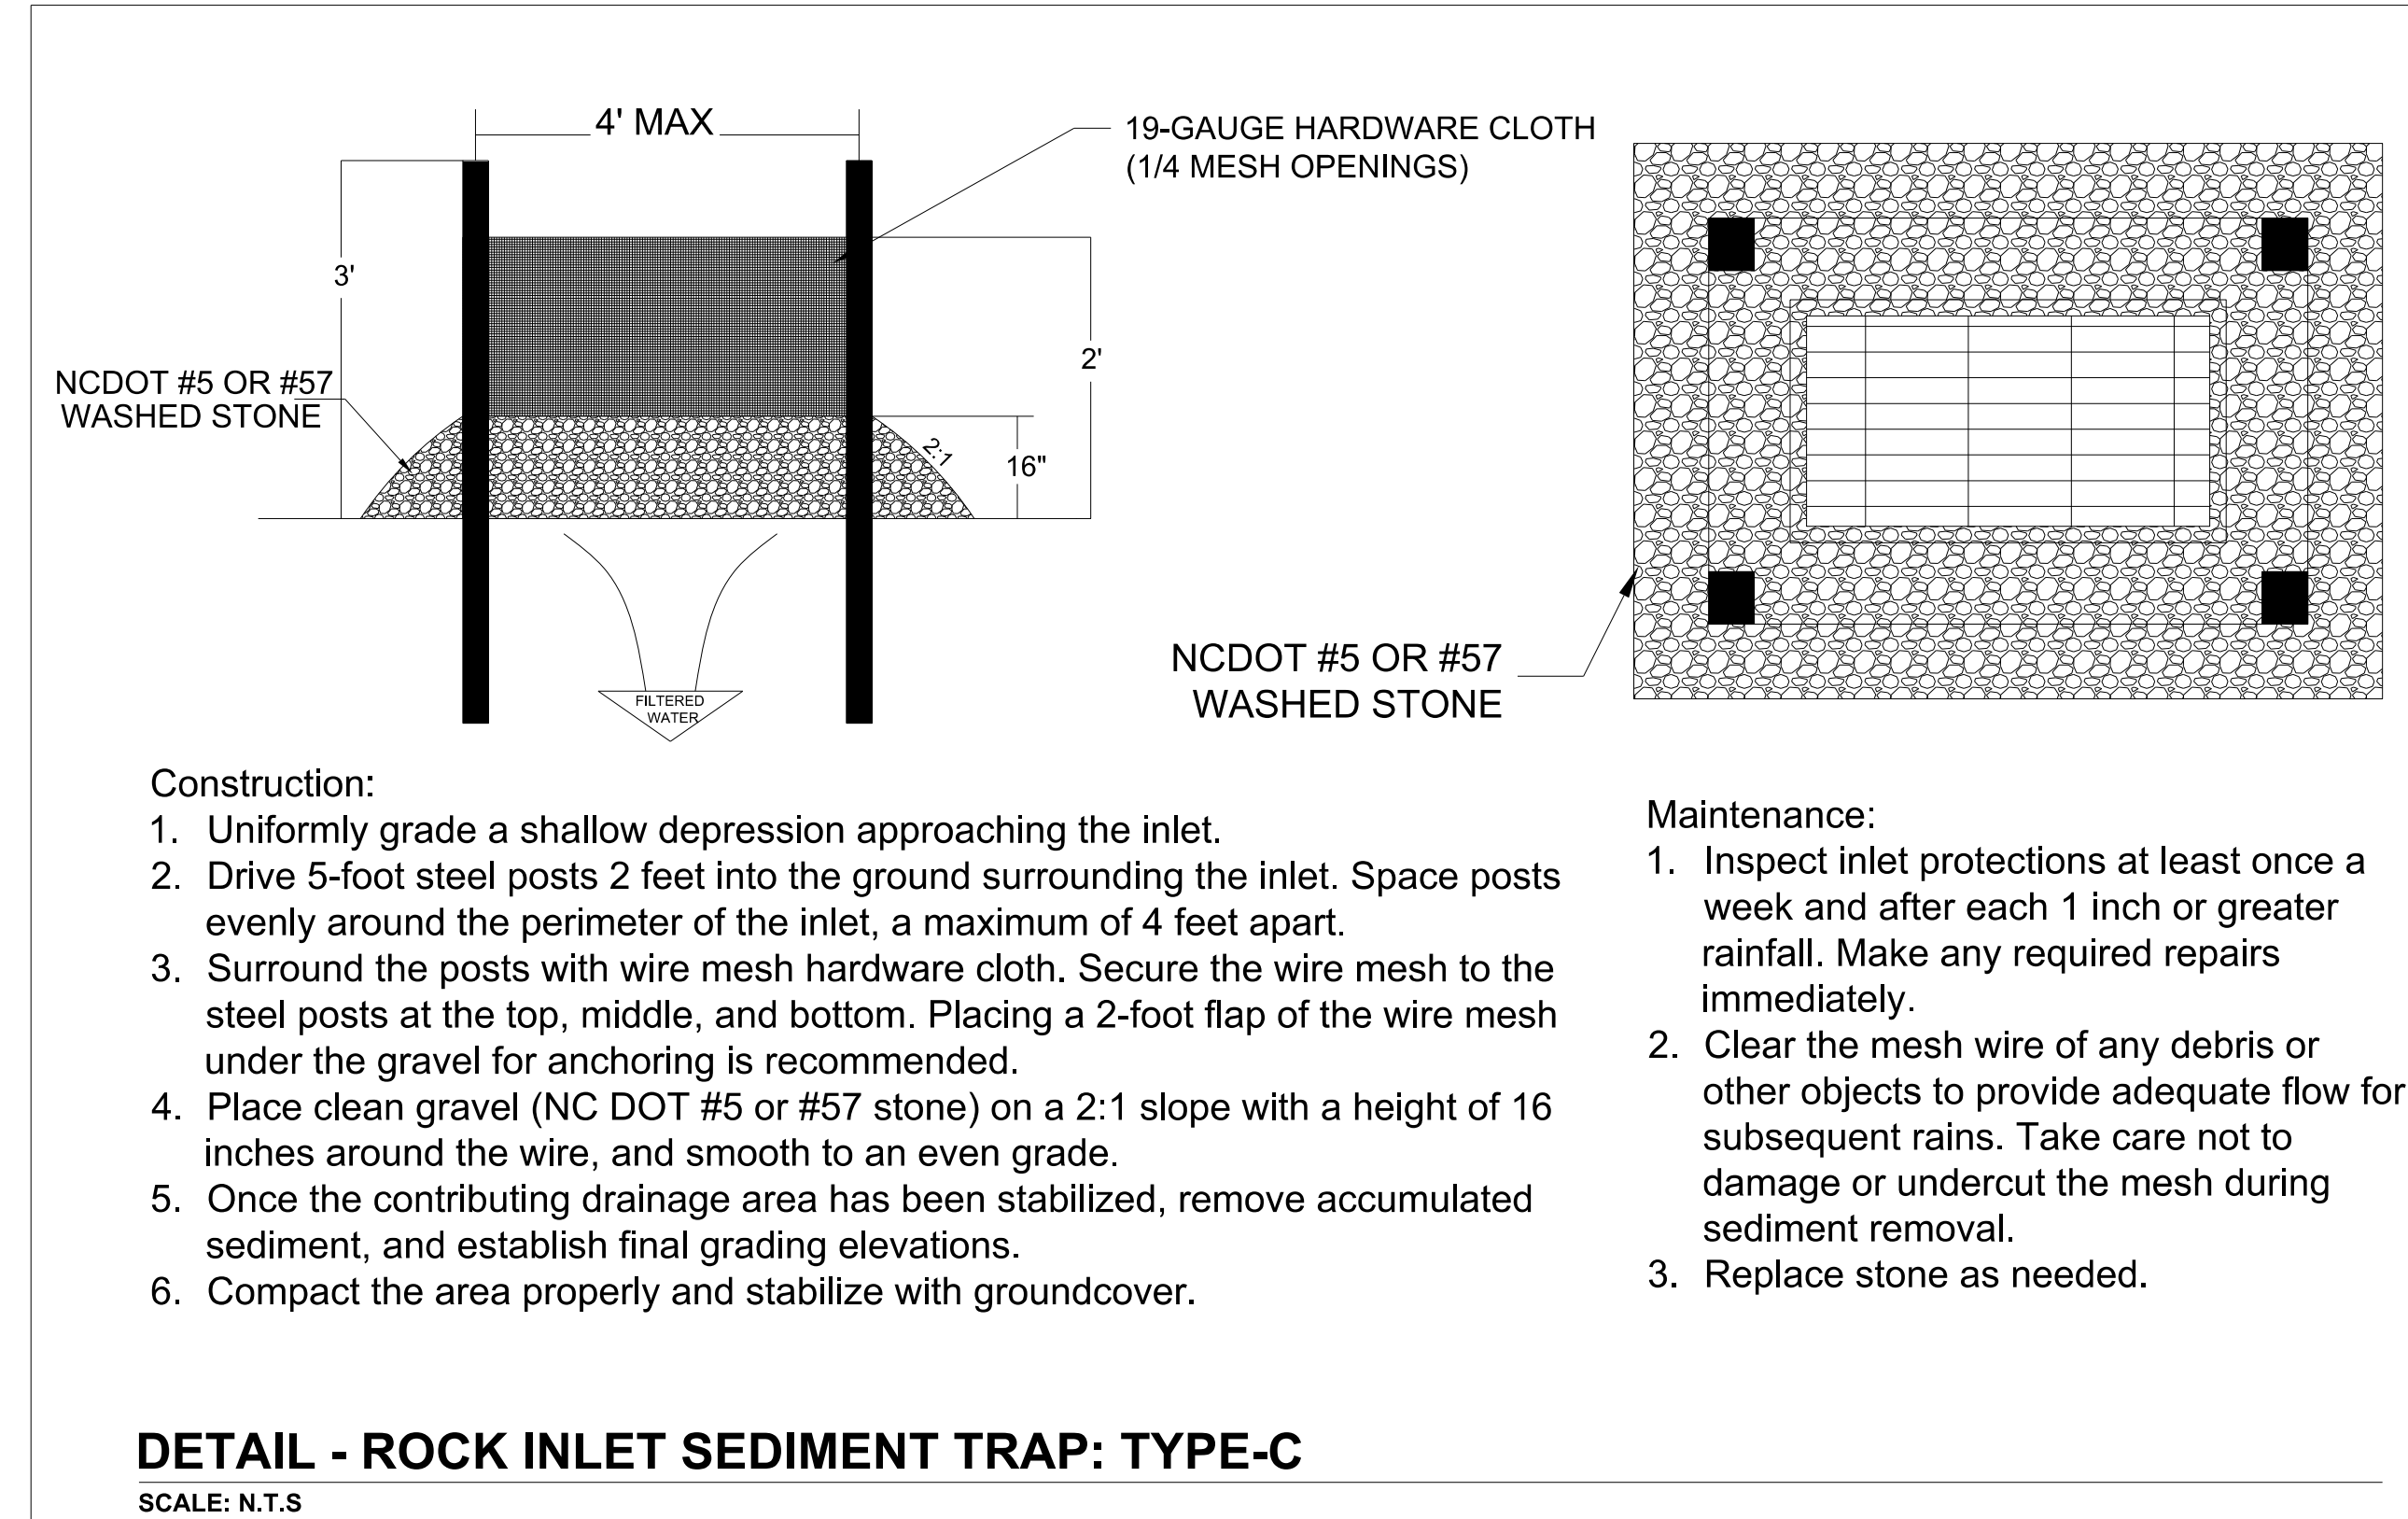 4' MAX
19-GAUGE HARDWARE CLOTH
(1/4 MESH OPENINGS)
3'
2'
NCDOT #5 OR #57
WASHED STONE
2:1
16"
FILTERED
WATER
NCDOT #5 OR #57
WASHED STONE
Construction:
1. Uniformly grade a shallow depression approaching the inlet.
2. Drive 5-foot steel posts 2 feet into the ground surrounding the inlet. Space posts
evenly around the perimeter of the inlet, a maximum of 4 feet apart.
3. Surround the posts with wire mesh hardware cloth. Secure the wire mesh to the
steel posts at the top, middle, and bottom. Placing a 2-foot flap of the wire mesh
under the gravel for anchoring is recommended.
4. Place clean gravel (NC DOT #5 or #57 stone) on a 2:1 slope with a height of 16
inches around the wire, and smooth to an even grade.
5. Once the contributing drainage area has been stabilized, remove accumulated
sediment, and establish final grading elevations.
6. Compact the area properly and stabilize with groundcover.
Maintenance:
1. Inspect inlet protections at least once a
week and after each 1 inch or greater
rainfall. Make any required repairs
immediately.
2. Clear the mesh wire of any debris or
other objects to provide adequate flow for
subsequent rains. Take care not to
damage or undercut the mesh during
sediment removal.
3. Replace stone as needed.
DETAIL - ROCK INLET SEDIMENT TRAP: TYPE-C
SCALE: N.T.S